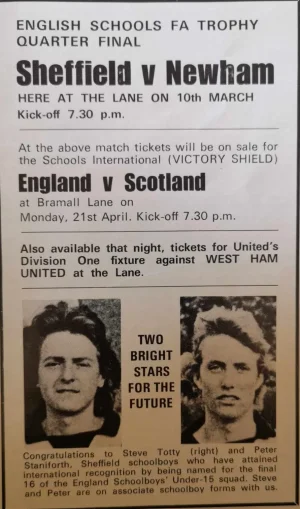 ENGLISH SCHOOLS FA TROPHY
QUARTER FINAL
Sheffield v Newham
HERE AT THE LANE ON 10th MARCH
Kick-off 7.30 p.m.
At the above match tickets will be on sale for
the Schools International (VICTORY SHIELD)
England v Scotland
at Bramall Lane on
Monday, 21st April. Kick-off 7.30 p.m.
Also available that night, tickets for United's
Division One fixture against WEST HAM
UNITED at the Lane.
TWO
BRIGHT
STARS
FOR THE
FUTURE
Congratulations to Steve Totty (right) and Peter
Staniforth, Sheffield schoolboys who have attained
international recognition by being named for the final
16 of the England Schoolboys' Under-15 squad. Steve
and Peter are on associate schoolboy forms with us.